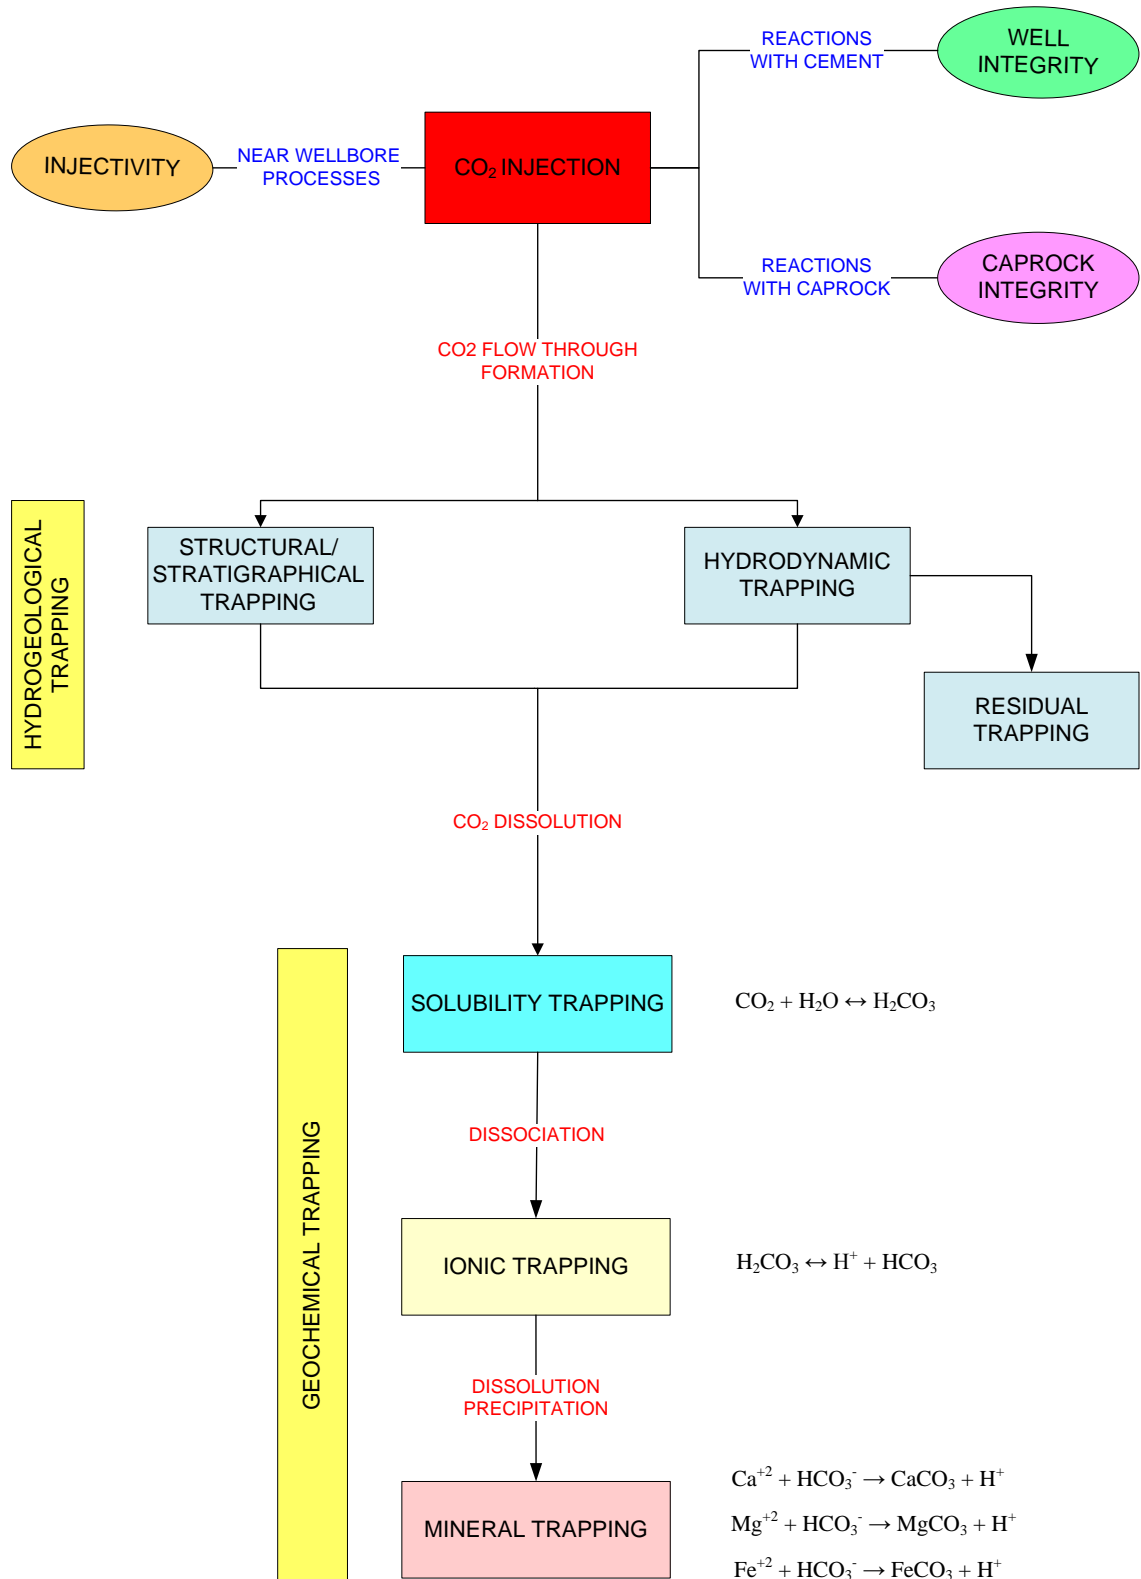 REACTIONS
WITH CEMENT
WELL
INTEGRITY
INJECTIVITY
NEAR WELLBORE
PROCESSES
CO₂ INJECTION
REACTIONS
WITH CAPROCK
CAPROCK
INTEGRITY
CO2 FLOW THROUGH
FORMATION
HYDROGEOLOGICAL
TRAPPING
STRUCTURAL/
STRATIGRAPHICAL
TRAPPING
HYDRODYNAMIC
TRAPPING
RESIDUAL
TRAPPING
CO₂ DISSOLUTION
GEOCHEMICAL TRAPPING
SOLUBILITY TRAPPING
CO₂ + H₂O ↔ H₂CO₃
DISSOCIATION
IONIC TRAPPING
H₂CO₃ ↔ H⁺ + HCO₃
DISSOLUTION
PRECIPITATION
MINERAL TRAPPING
Ca⁺² + HCO₃⁻ → CaCO₃ + H⁺
Mg⁺² + HCO₃⁻ → MgCO₃ + H⁺
Fe⁺² + HCO₃⁻ → FeCO₃ + H⁺